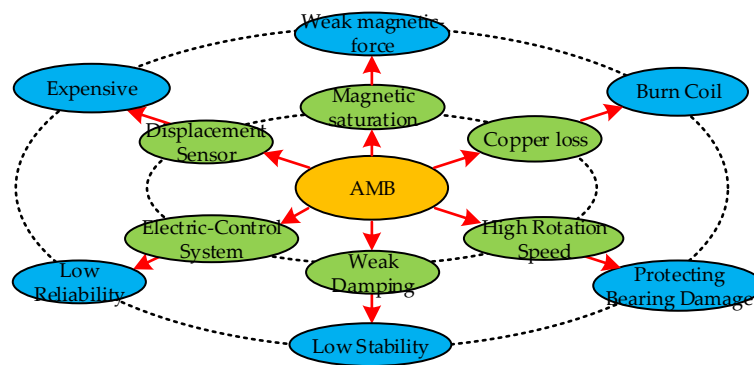 Weak magnetic-
force
Expensive
Burn Coil
Magnetic
saturation
Displacement
Sensor
Copper loss
AMB
Electric-Control
System
High Rotation
Speed
Weak
Damping
Low
Reliability
Protecting
Bearing Damage
Low Stability